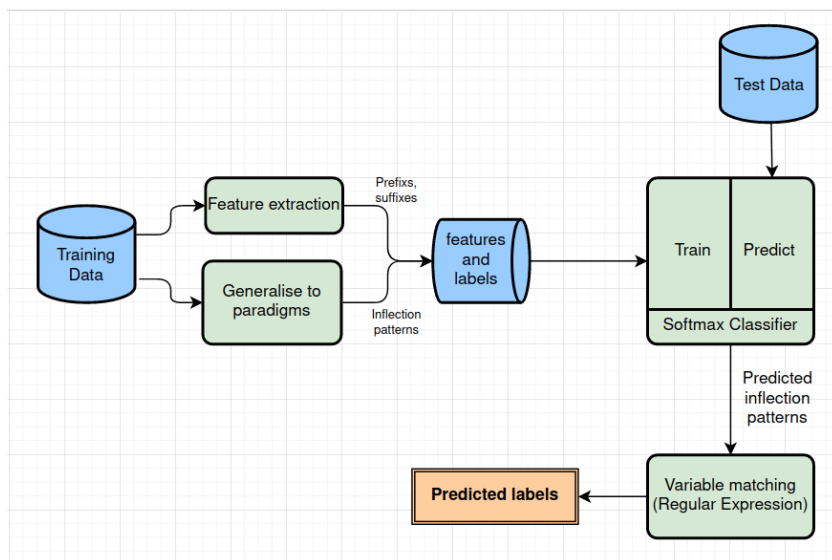 Test Data
Prefixs,
suffixes
Feature extraction
Training
Data
features
and
labels
Train
Predict
Generalise to
paradigms
Inflection
patterns
Softmax Classifier
Predicted
inflection
patterns
Variable matching
(Regular Expression)
Predicted labels